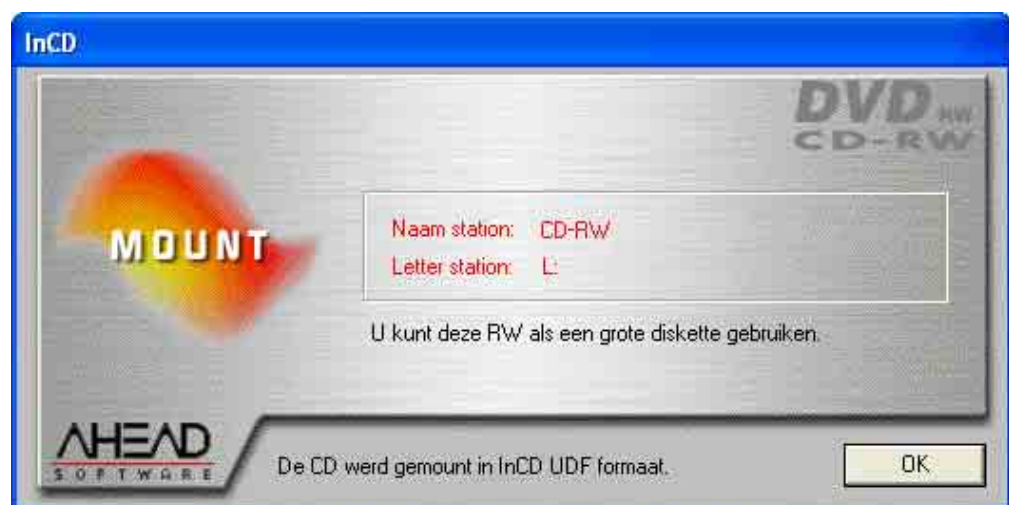 InCD
DVD RW
CD-RW
MOUNT
Naam station: CD-RW
Letter station: L:
U kunt deze RW als een grote diskette gebruiken.
AHEAD
SOFTWARE
De CD werd gemount in InCD UDF formaat.
OK